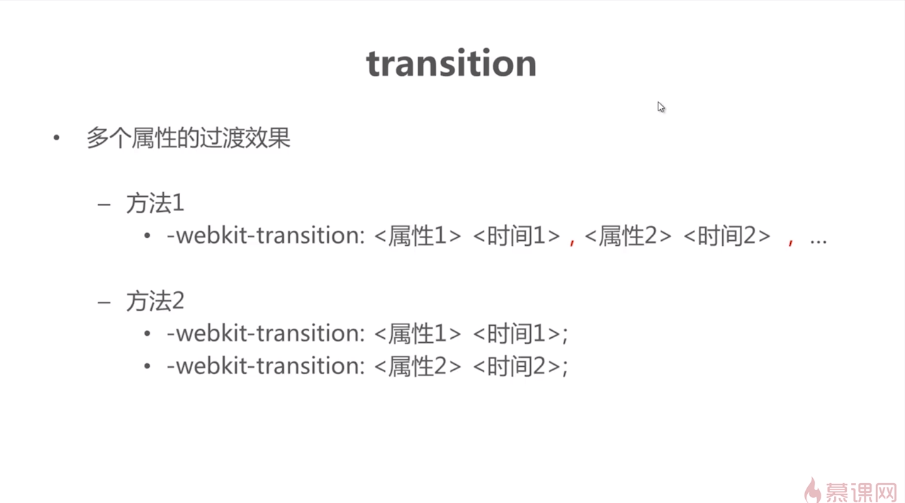 transition
• 多个属性的过渡效果
– 方法1
• -webkit-transition: <属性1> <时间1> , <属性2> <时间2> , ...
– 方法2
• -webkit-transition: <属性1> <时间1>;
• -webkit-transition: <属性2> <时间2>;
慕课网